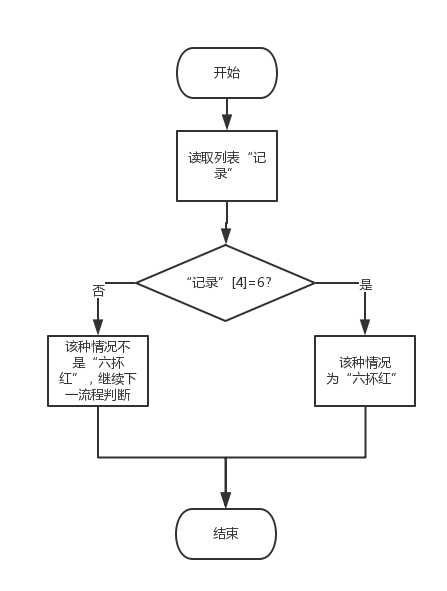 开始
读取列表“记
录”
“记录”[4]=6?
否
是
该种情况不
是“六抔
红”，继续下
一流程判断
该种情况
为“六抔红”
结束